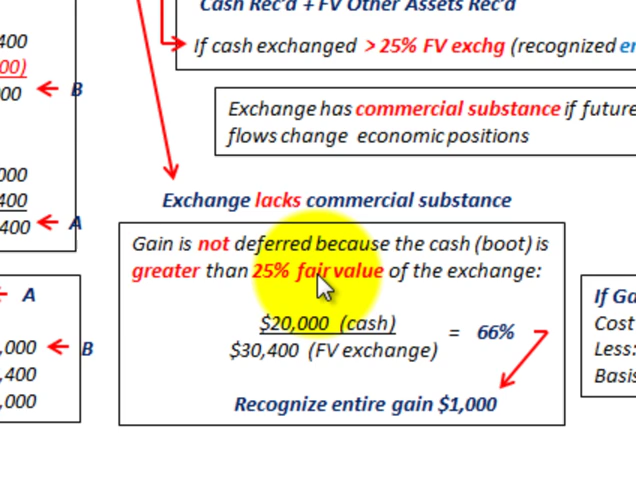 Cash Rec'd + FV Other Assets Rec'd
400
If cash exchanged > 25% FV exchg (recognized
00)
00 B
Exchange has commercial substance if future
flows change economic positions
000
400
Exchange lacks commercial substance
400 A
Gain is not deferred because the cash (boot) is
greater than 25% fair value of the exchange:
A
If Ga
$20,000 (cash)
= 66%
Cost
,000 B
$30,400 (FV exchange)
Less:
,400
Basis
,000
Recognize entire gain $1,000